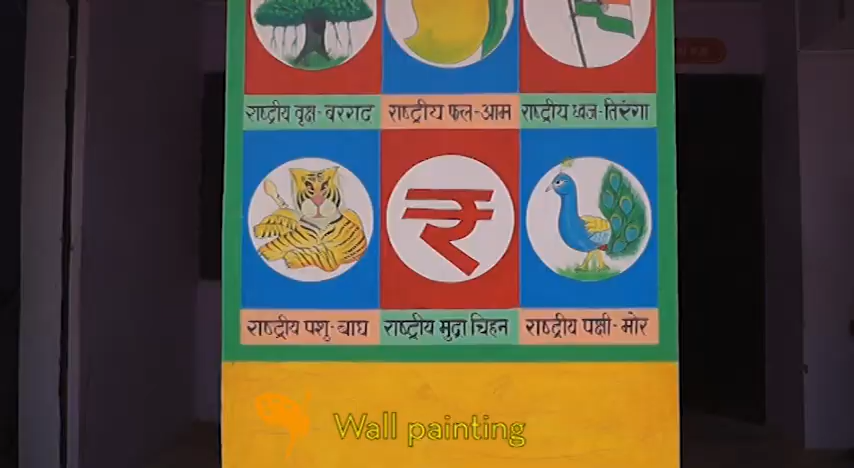 राष्ट्रीय वृक्ष-बरगद राष्ट्रीय फल-आम राष्ट्रीय ध्वज-तिरंगा
राष्ट्रीय पशु-बाघ राष्ट्रीय मुद्रा चिहन राष्ट्रीय पक्षी-मोर
Wall painting